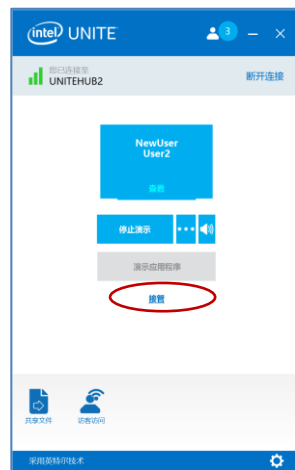 intel UNITE
3
您已连接至
UNITEHUB2
断开连接
NewUser
User2
查看
停止演示
演示应用程序
接管
共享文件
访客访问
采用英特尔技术